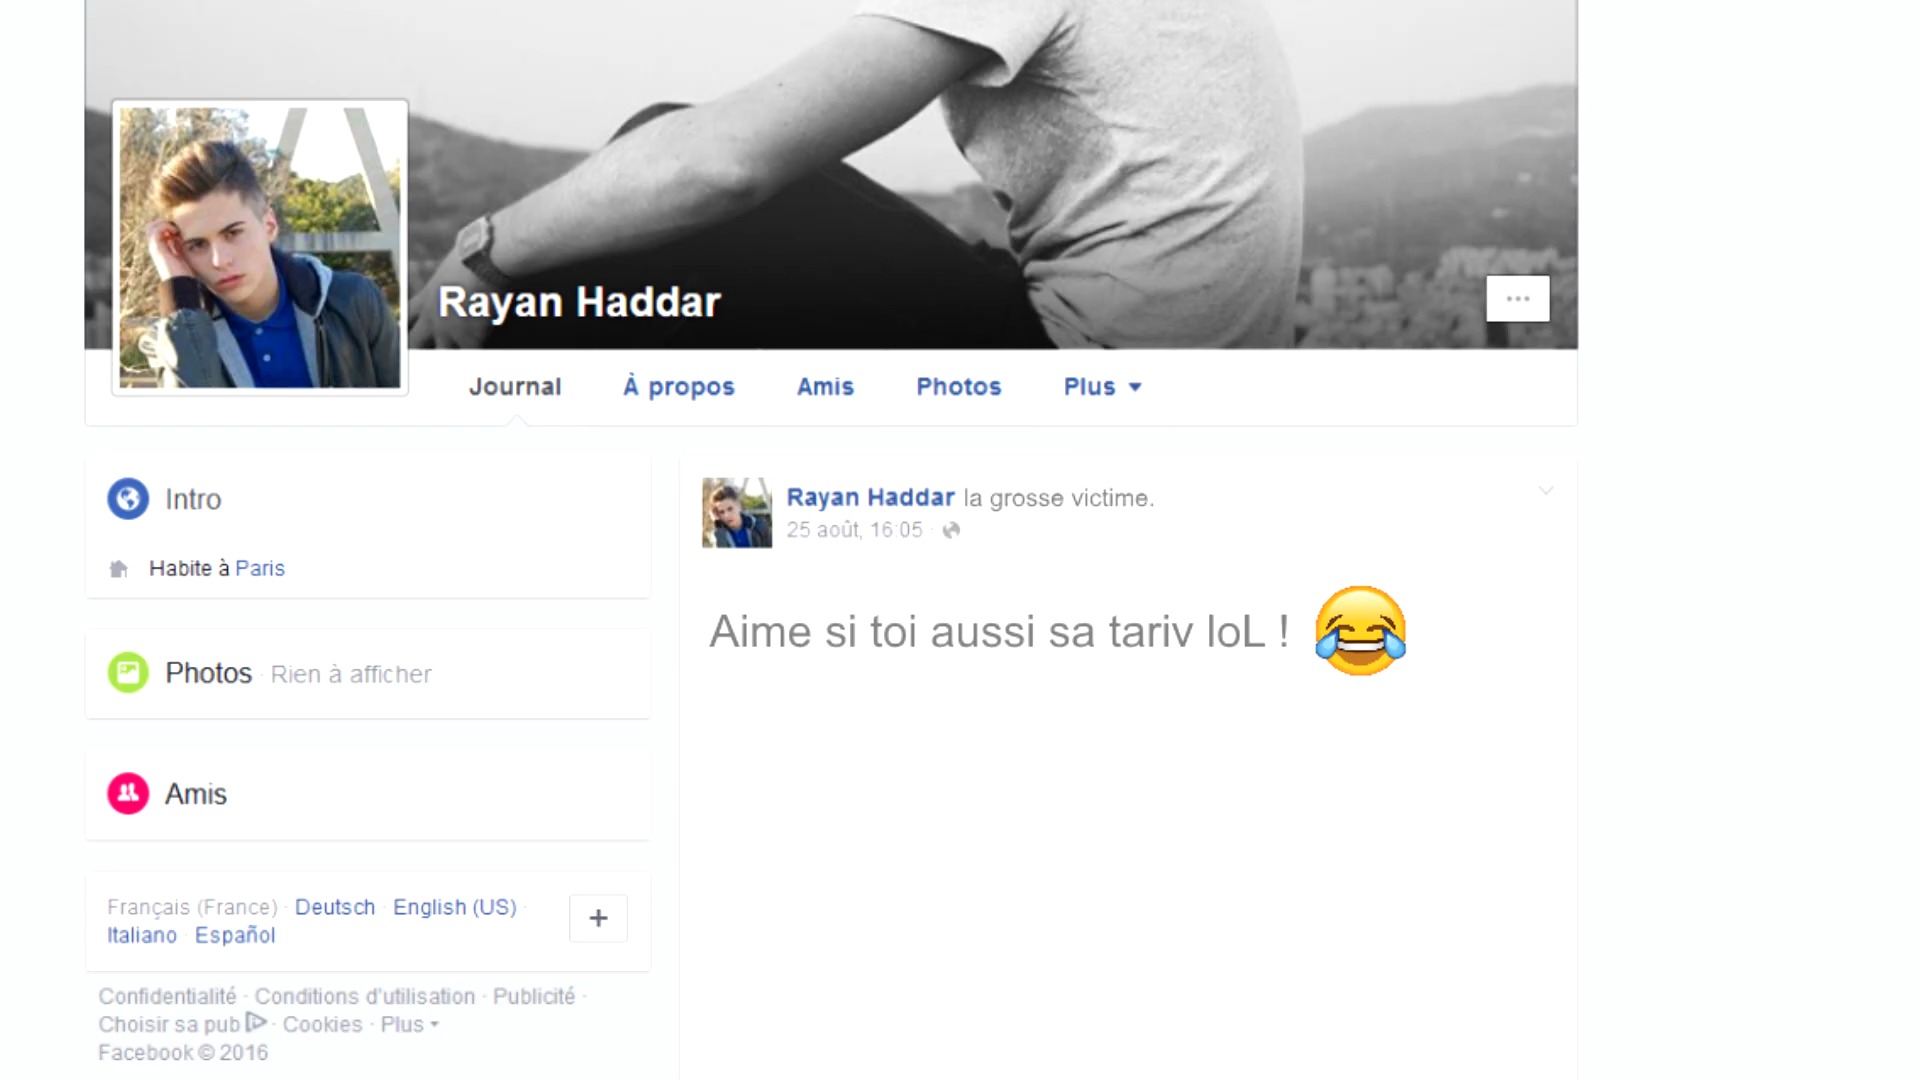 Rayan Haddar
Journal À propos Amis Photos Plus
Intro
Habite à Paris
Photos · Rien à afficher
Amis
Français (France) · Deutsch · English (US) ·
Italiano · Español
+
Confidentialité · Conditions d'utilisation · Publicité ·
Choisir sa pub · Cookies · Plus
Facebook © 2016
Rayan Haddar la grosse victime.
25 août, 16:05 ·
Aime si toi aussi sa tariv loL ! 😂